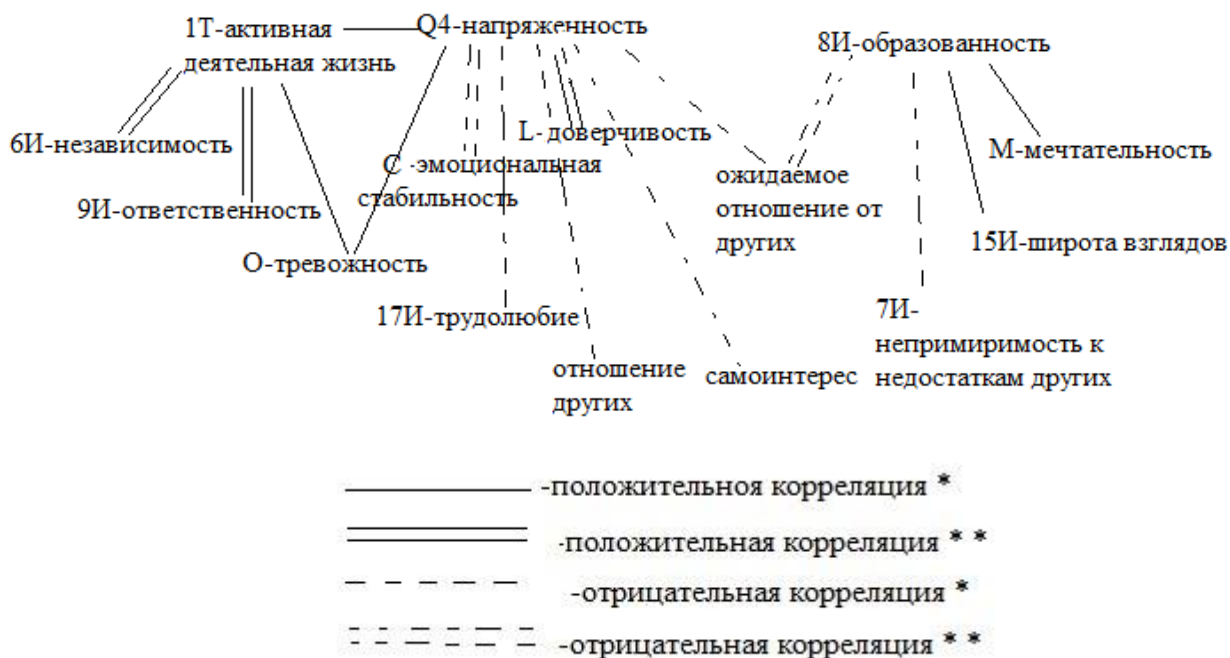 1Т-активная
деятельная жизнь
Q4-напряженность
8И-образованность
6И-независимость
L- доверчивость
М-мечтательность
С -эмоциональная
стабильность
ожидаемое
отношение от
других
9И-ответственность
15И-широта взглядов
О-тревожность
17И-трудолюбие
7И-
непримиримость к
недостаткам других
отношение
других
самоинтерес
-положительноя корреляция *
-положительная корреляция * *
-отрицательная корреляция *
-отрицательная корреляция * *